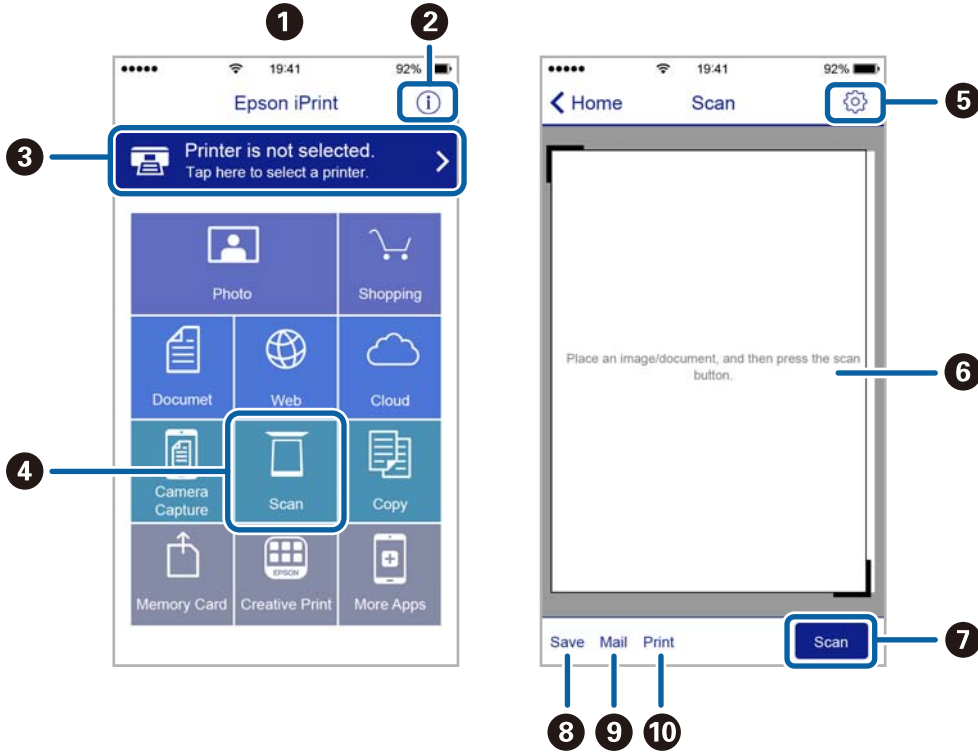 1
2
19:41
92%
Epson iPrint
i
3
Printer is not selected.
Tap here to select a printer.
Photo
Shopping
Documet
Web
Cloud
4
Camera
Capture
Scan
Copy
EPSON
Memory Card
Creative Print
More Apps
19:41
92%
Home
Scan
5
Place an image/document, and then press the scan
button.
6
Save
Mail
Print
Scan
7
8
9
10